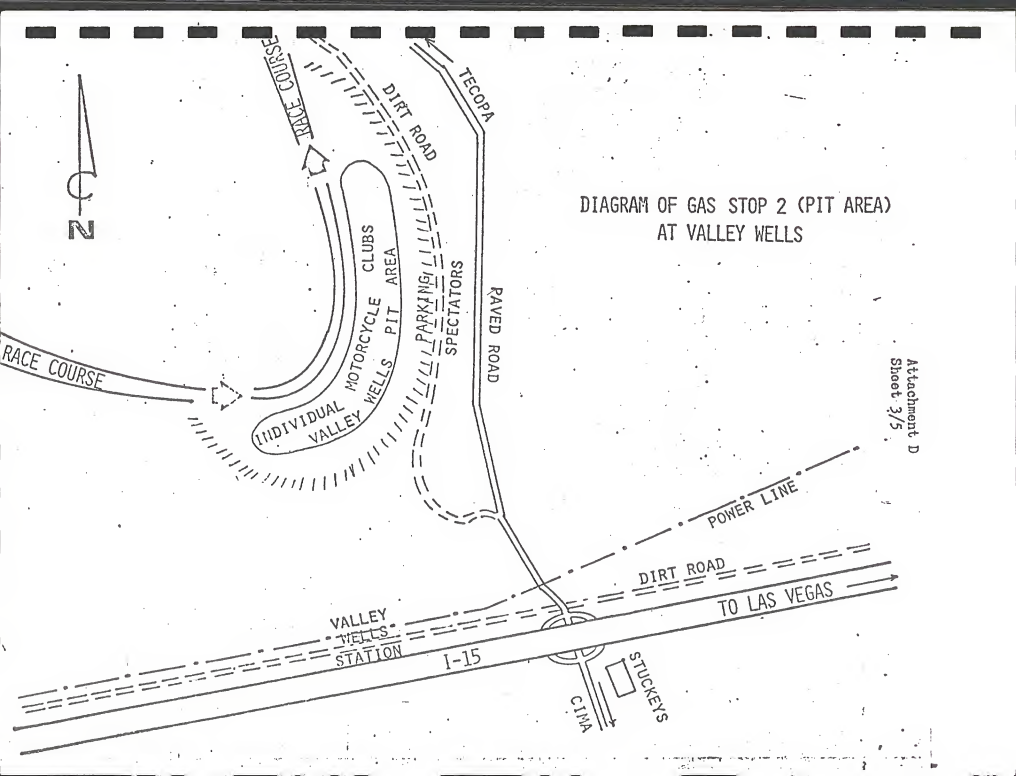 RACE COURSE
DIRT ROAD
TECOPA
N
DIAGRAM OF GAS STOP 2 (PIT AREA)
AT VALLEY WELLS
INDIVIDUAL MOTORCYCLE CLUBS
VALLEY WELLS PIT AREA
PARKING
SPECTATORS
PAVED ROAD
RACE COURSE
Attachment D
Sheet 3/5
POWER LINE
DIRT ROAD
TO LAS VEGAS
VALLEY
WELLS
STATION
I-15
STUCKEYS
CIMA